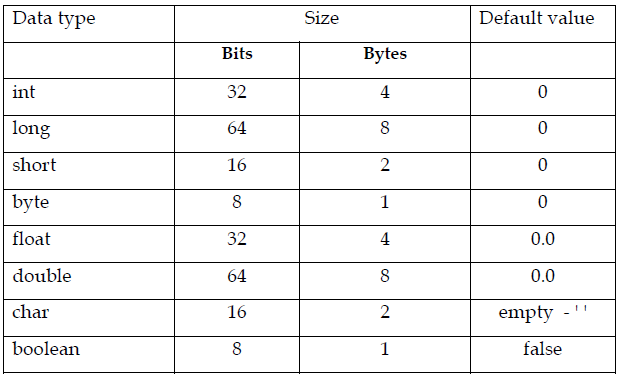 Data type Size Default value
Bits Bytes
int 32 4 0
long 64 8 0
short 16 2 0
byte 8 1 0
float 32 4 0.0
double 64 8 0.0
char 16 2 empty - ' '
boolean 8 1 false